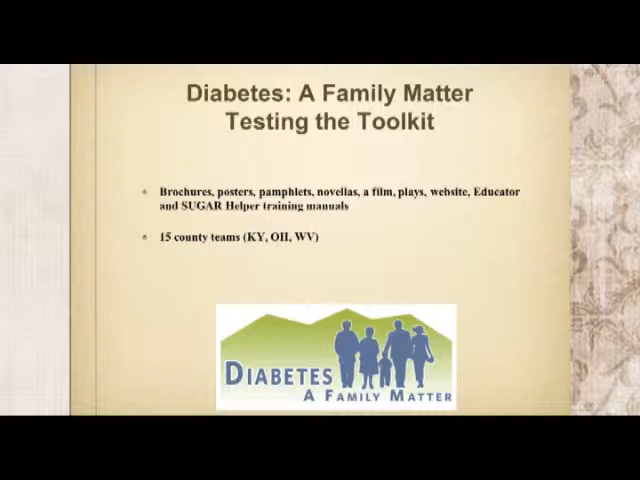 Diabetes: A Family Matter
Testing the Toolkit
Brochures, posters, pamphlets, novellas, a film, plays, website, Educator
and SUGAR Helper training manuals
15 county teams (KY, OH, WV)
DIABETES
A FAMILY MATTER